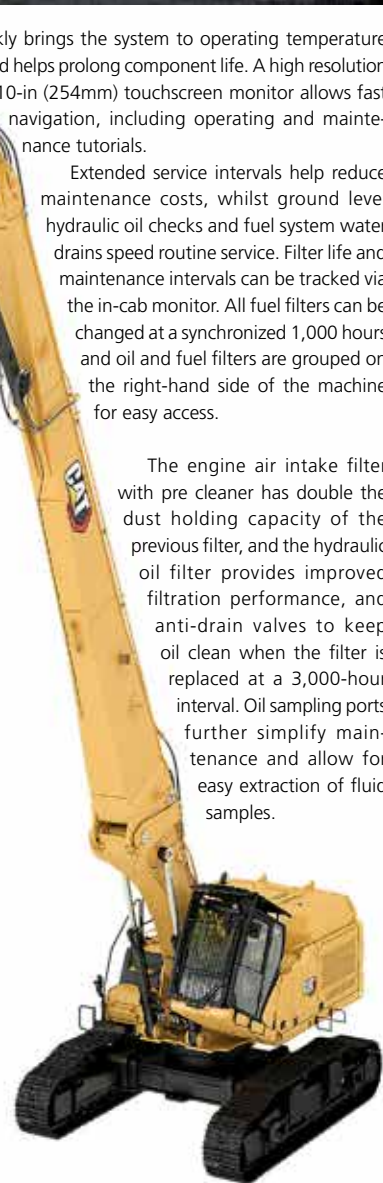 kly brings the system to operating temperature
d helps prolong component life. A high resolution
10-in (254mm) touchscreen monitor allows fast
navigation, including operating and mainte-
nance tutorials.
Extended service intervals help reduce
maintenance costs, whilst ground level
hydraulic oil checks and fuel system water
drains speed routine service. Filter life and
maintenance intervals can be tracked via
the in-cab monitor. All fuel filters can be
changed at a synchronized 1,000 hours
and oil and fuel filters are grouped on
the right-hand side of the machine
for easy access.
The engine air intake filter
with pre cleaner has double the
dust holding capacity of the
previous filter, and the hydraulic
oil filter provides improved
filtration performance, and
anti-drain valves to keep
oil clean when the filter is
replaced at a 3,000-hour
interval. Oil sampling ports
further simplify main-
tenance and allow for
easy extraction of fluid
samples.
CAT